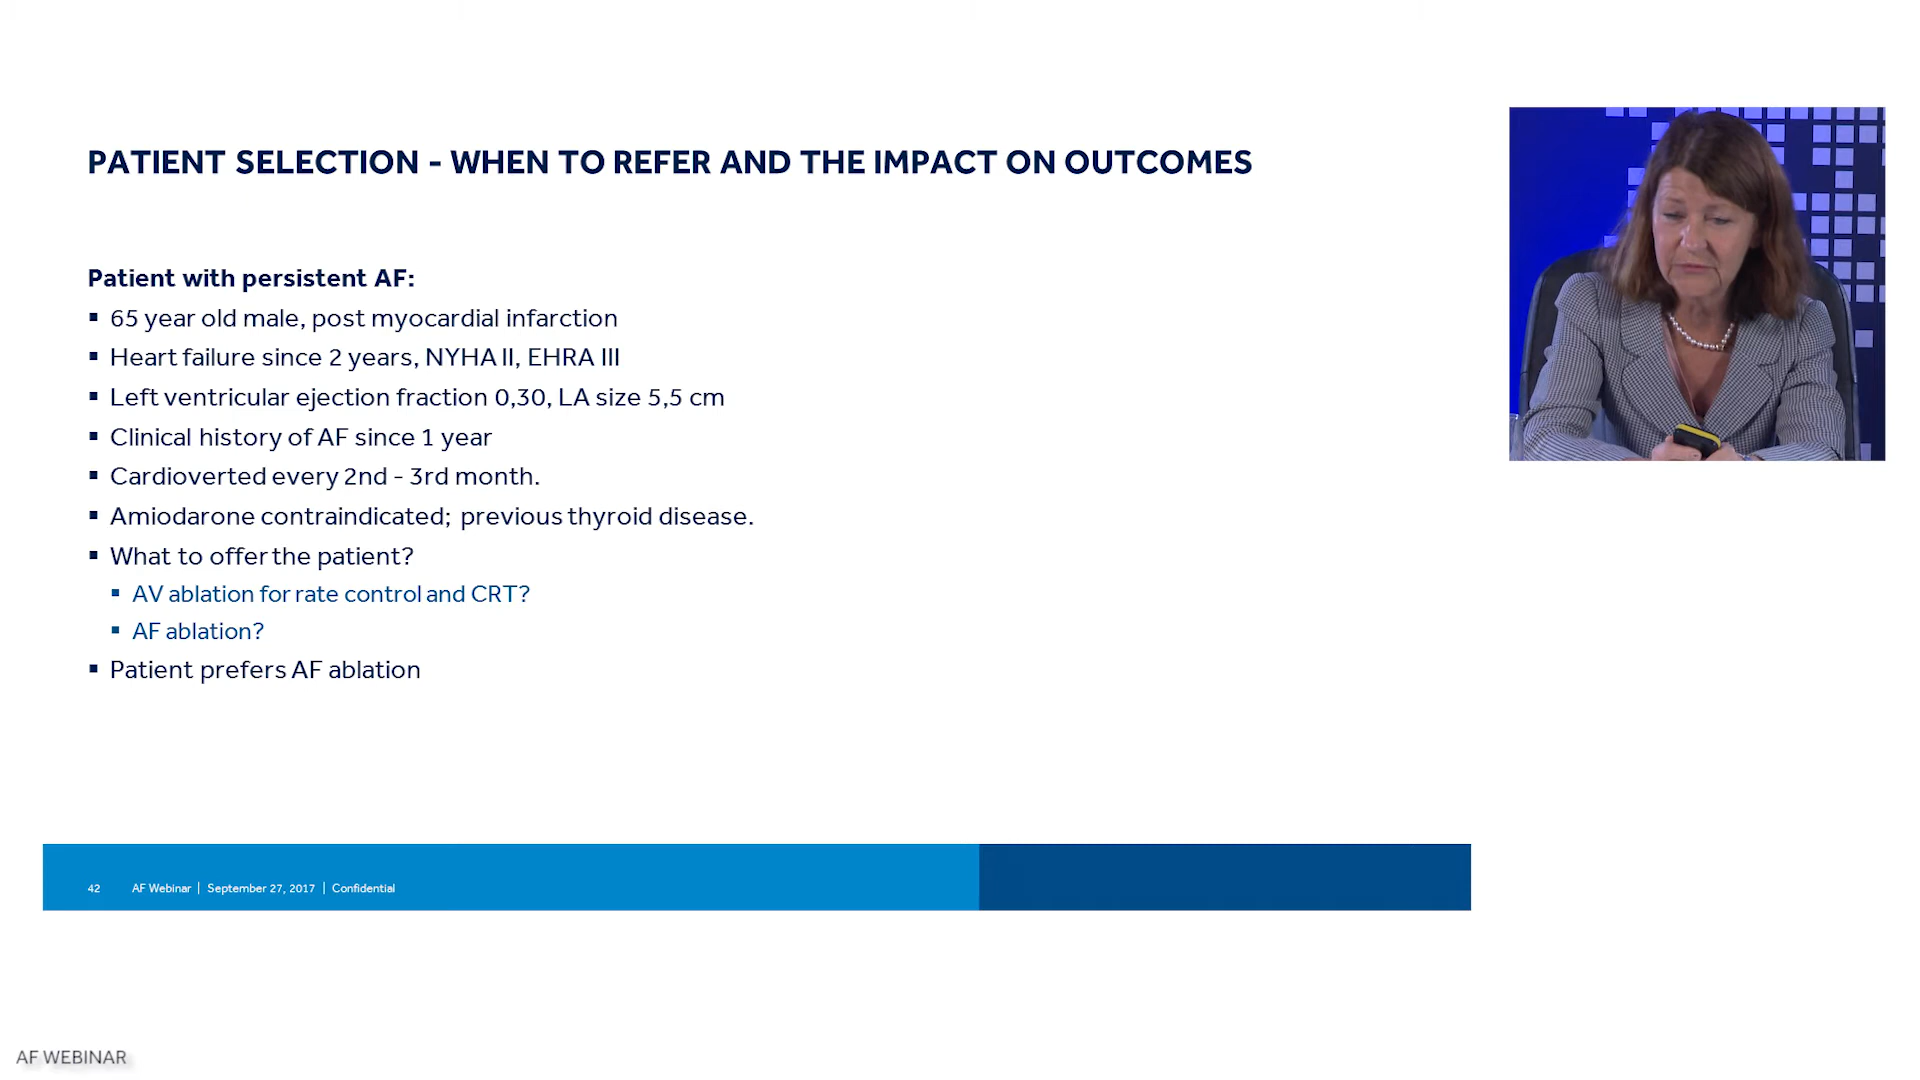 PATIENT SELECTION - WHEN TO REFER AND THE IMPACT ON OUTCOMES
Patient with persistent AF:
▪ 65 year old male, post myocardial infarction
▪ Heart failure since 2 years, NYHA II, EHRA III
▪ Left ventricular ejection fraction 0,30, LA size 5,5 cm
▪ Clinical history of AF since 1 year
▪ Cardioverted every 2nd - 3rd month.
▪ Amiodarone contraindicated; previous thyroid disease.
▪ What to offer the patient?
▪ AV ablation for rate control and CRT?
▪ AF ablation?
▪ Patient prefers AF ablation
42 AF Webinar | September 27, 2017 | Confidential
AF WEBINAR